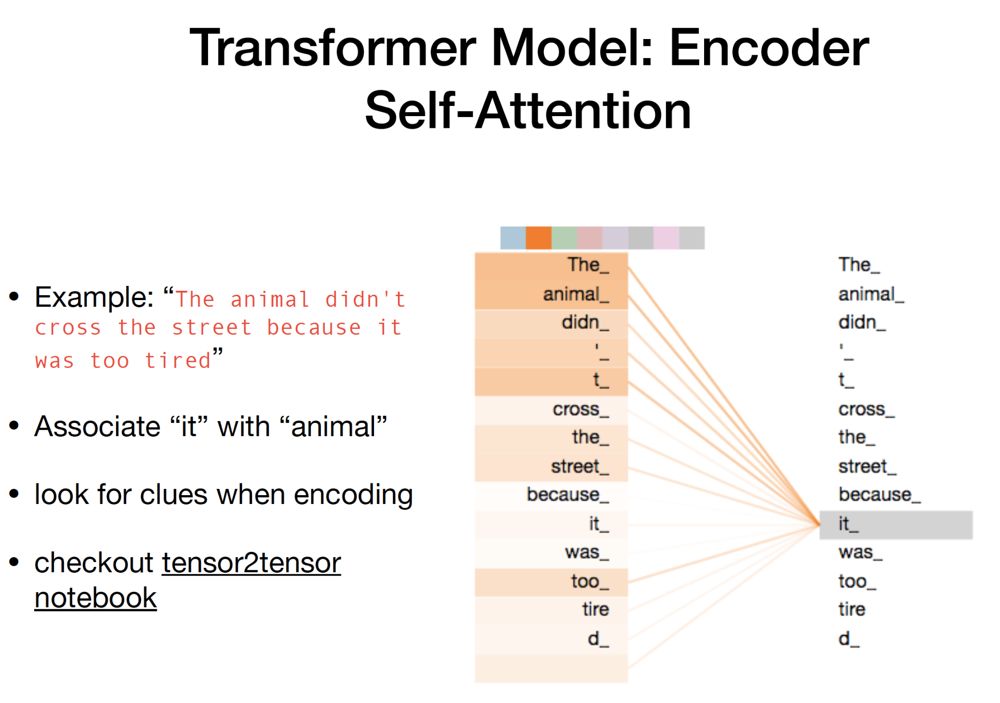 Transformer Model: Encoder
Self-Attention
• Example: “The animal didn't
cross the street because it
was too tired”
• Associate “it” with “animal”
• look for clues when encoding
• checkout tensor2tensor
notebook
The_
animal_
didn_
'_
t_
cross_
the_
street_
because_
it_
was_
too_
tire
d_
The_
animal_
didn_
'_
t_
cross_
the_
street_
because_
it_
was_
too_
tire
d_